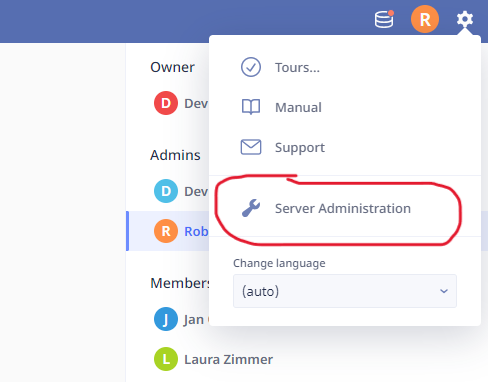 R
Owner
D Dev
Admins
D Dev
R Rob
Members
J Jan
L Laura Zimmer
Tours...
Manual
Support
Server Administration
Change language
(auto)